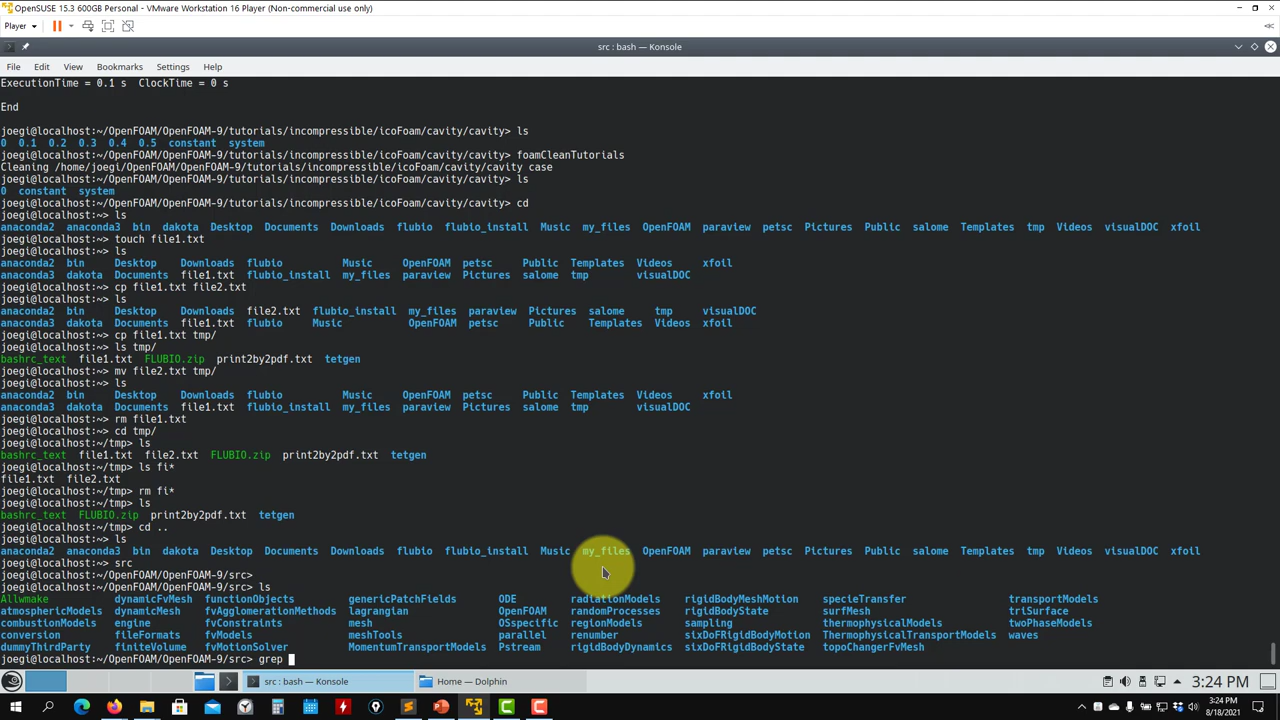 OpenSUSE 15.3 600GB Personal - VMware Workstation 16 Player (Non-commercial use only)
Player
src : bash — Konsole
File Edit View Bookmarks Settings Help
ExecutionTime = 0.1 s  ClockTime = 0 s
End
joegi@localhost:~/OpenFOAM/OpenFOAM-9/tutorials/incompressible/icoFoam/cavity/cavity> ls
0  0.1  0.2  0.3  0.4  0.5  constant  system
joegi@localhost:~/OpenFOAM/OpenFOAM-9/tutorials/incompressible/icoFoam/cavity/cavity> foamCleanTutorials
Cleaning /home/joegi/OpenFOAM/OpenFOAM-9/tutorials/incompressible/icoFoam/cavity/cavity case
joegi@localhost:~/OpenFOAM/OpenFOAM-9/tutorials/incompressible/icoFoam/cavity/cavity> ls
0  constant  system
joegi@localhost:~/OpenFOAM/OpenFOAM-9/tutorials/incompressible/icoFoam/cavity/cavity> cd
joegi@localhost:~> ls
anaconda2  anaconda3  bin  dakota  Desktop  Documents  Downloads  flubio  flubio_install  Music  my_files  OpenFOAM  paraview  petsc  Pictures  Public  salome  Templates  tmp  Videos  visualDOC  xfoil
joegi@localhost:~> touch file1.txt
joegi@localhost:~> ls
anaconda2  bin     Desktop    Downloads  flubio          Music     OpenFOAM  petsc     Public  Templates  Videos     xfoil
anaconda3  dakota  Documents  file1.txt  flubio_install  my_files  paraview  Pictures  salome  tmp        visualDOC
joegi@localhost:~> cp file1.txt file2.txt
joegi@localhost:~> ls
anaconda2  bin     Desktop    Downloads  file2.txt  flubio_install  my_files  paraview  Pictures  salome     tmp     visualDOC
anaconda3  dakota  Documents  file1.txt  flubio     Music           OpenFOAM  petsc     Public    Templates  Videos  xfoil
joegi@localhost:~> cp file1.txt tmp/
joegi@localhost:~> ls tmp/
bashrc_text  file1.txt  FLUBIO.zip  print2by2pdf.txt  tetgen
joegi@localhost:~> mv file2.txt tmp/
joegi@localhost:~> ls
anaconda2  bin     Desktop    Downloads  flubio          Music     OpenFOAM  petsc     Public  Templates  Videos     xfoil
anaconda3  dakota  Documents  file1.txt  flubio_install  my_files  paraview  Pictures  salome  tmp        visualDOC
joegi@localhost:~> rm file1.txt
joegi@localhost:~> cd tmp/
joegi@localhost:~/tmp> ls
bashrc_text  file1.txt  file2.txt  FLUBIO.zip  print2by2pdf.txt  tetgen
joegi@localhost:~/tmp> ls fi*
file1.txt  file2.txt
joegi@localhost:~/tmp> rm fi*
joegi@localhost:~/tmp> ls
bashrc_text  FLUBIO.zip  print2by2pdf.txt  tetgen
joegi@localhost:~/tmp> cd ..
joegi@localhost:~> ls
anaconda2  anaconda3  bin  dakota  Desktop  Documents  Downloads  flubio  flubio_install  Music  my_files  OpenFOAM  paraview  petsc  Pictures  Public  salome  Templates  tmp  Videos  visualDOC  xfoil
joegi@localhost:~> src
joegi@localhost:~/OpenFOAM/OpenFOAM-9/src>
joegi@localhost:~/OpenFOAM/OpenFOAM-9/src> ls
Allwmake  dynamicFvMesh  functionObjects  genericPatchFields  ODE  radiationModels  rigidBodyMeshMotion  specieTransfer  transportModels
atmosphericModels  dynamicMesh  fvAgglomerationMethods  lagrangian  OpenFOAM  randomProcesses  rigidBodyState  surfMesh  triSurface
combustionModels  engine  fvConstraints  mesh  OSspecific  regionModels  sampling  thermophysicalModels  twoPhaseModels
conversion  fileFormats  fvModels  meshTools  parallel  renumber  sixDoFRigidBodyMotion  ThermophysicalTransportModels  waves
dummyThirdParty  finiteVolume  fvMotionSolver  MomentumTransportModels  Pstream  rigidBodyDynamics  sixDoFRigidBodyState  topoChangerFvMesh
joegi@localhost:~/OpenFOAM/OpenFOAM-9/src> grep
src : bash — Konsole
Home — Dolphin
3:24 PM
3:24 PM
8/18/2021